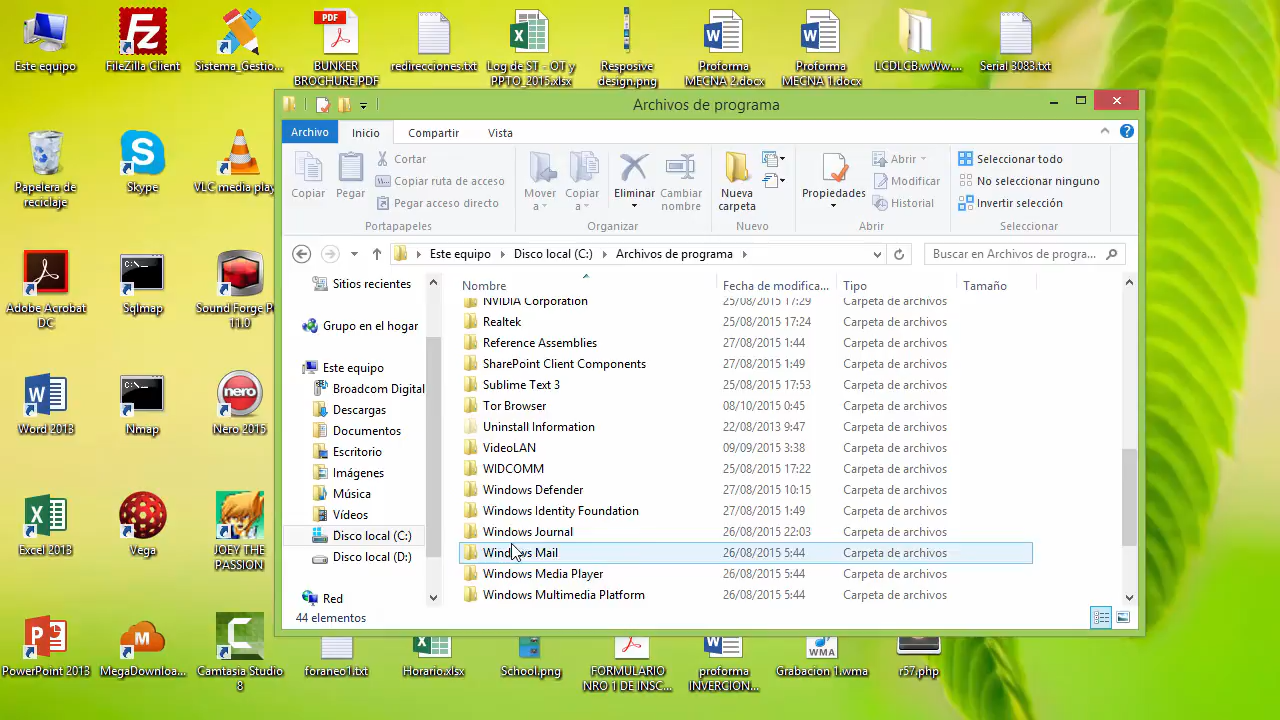 Este equipo
FileZilla Client
Sistema_Gestio...
PDF
BUNKER
BROCHURE.PDF
redirecciones.txt
Log de ST - OT y
PPTO_2015.xlsx
Resposive
design.png
Proforma
MECNA 2.docx
Proforma
MECNA 1.docx
LCDLCB.wWw....
Serial 3083.txt
Archivos de programa
Archivo
Inicio
Compartir
Vista
Copiar
Pegar
Cortar
Copiar ruta de acceso
Pegar acceso directo
Portapapeles
Mover
a
Copiar
a
Eliminar
Cambiar
nombre
Organizar
Nueva
carpeta
Nuevo
Propiedades
Abrir
Modificar
Historial
Abrir
Seleccionar todo
No seleccionar ninguno
Invertir selección
Seleccionar
Este equipo
Disco local (C:)
Archivos de programa
Buscar en Archivos de progra...
Nombre
Fecha de modifica...
Tipo
Tamaño
Sitios recientes
Grupo en el hogar
Este equipo
Broadcom Digital
Descargas
Documentos
Escritorio
Imágenes
Música
Vídeos
Disco local (C:)
Disco local (D:)
Red
NVIDIA Corporation 25/08/2015 17:29 Carpeta de archivos
Realtek 25/08/2015 17:24 Carpeta de archivos
Reference Assemblies 27/08/2015 1:44 Carpeta de archivos
SharePoint Client Components 27/08/2015 1:49 Carpeta de archivos
Sublime Text 3 25/08/2015 17:53 Carpeta de archivos
Tor Browser 08/10/2015 0:45 Carpeta de archivos
Uninstall Information 22/08/2013 9:47 Carpeta de archivos
VideoLAN 09/09/2015 3:38 Carpeta de archivos
WIDCOMM 25/08/2015 17:22 Carpeta de archivos
Windows Defender 27/08/2015 10:15 Carpeta de archivos
Windows Identity Foundation 27/08/2015 1:49 Carpeta de archivos
Windows Journal 26/08/2015 22:03 Carpeta de archivos
Windows Mail 26/08/2015 5:44 Carpeta de archivos
Windows Media Player 26/08/2015 5:44 Carpeta de archivos
Windows Multimedia Platform 26/08/2015 5:44 Carpeta de archivos
44 elementos
Papelera de
reciclaje
Skype
VLC media play
Adobe Acrobat
DC
Sqlmap
Sound Forge P
11.0
Word 2013
Nmap
nero
Nero 2015
Excel 2013
Vega
JOEY THE
PASSION
PowerPoint 2013
MegaDownloa...
Camtasia Studio
8
foraneo1.txt
Horario.xlsx
School.png
FORMULARIO
NRO 1 DE INSC...
proforma
INVERCION...
WMA
Grabacion 1.wma
r57.php